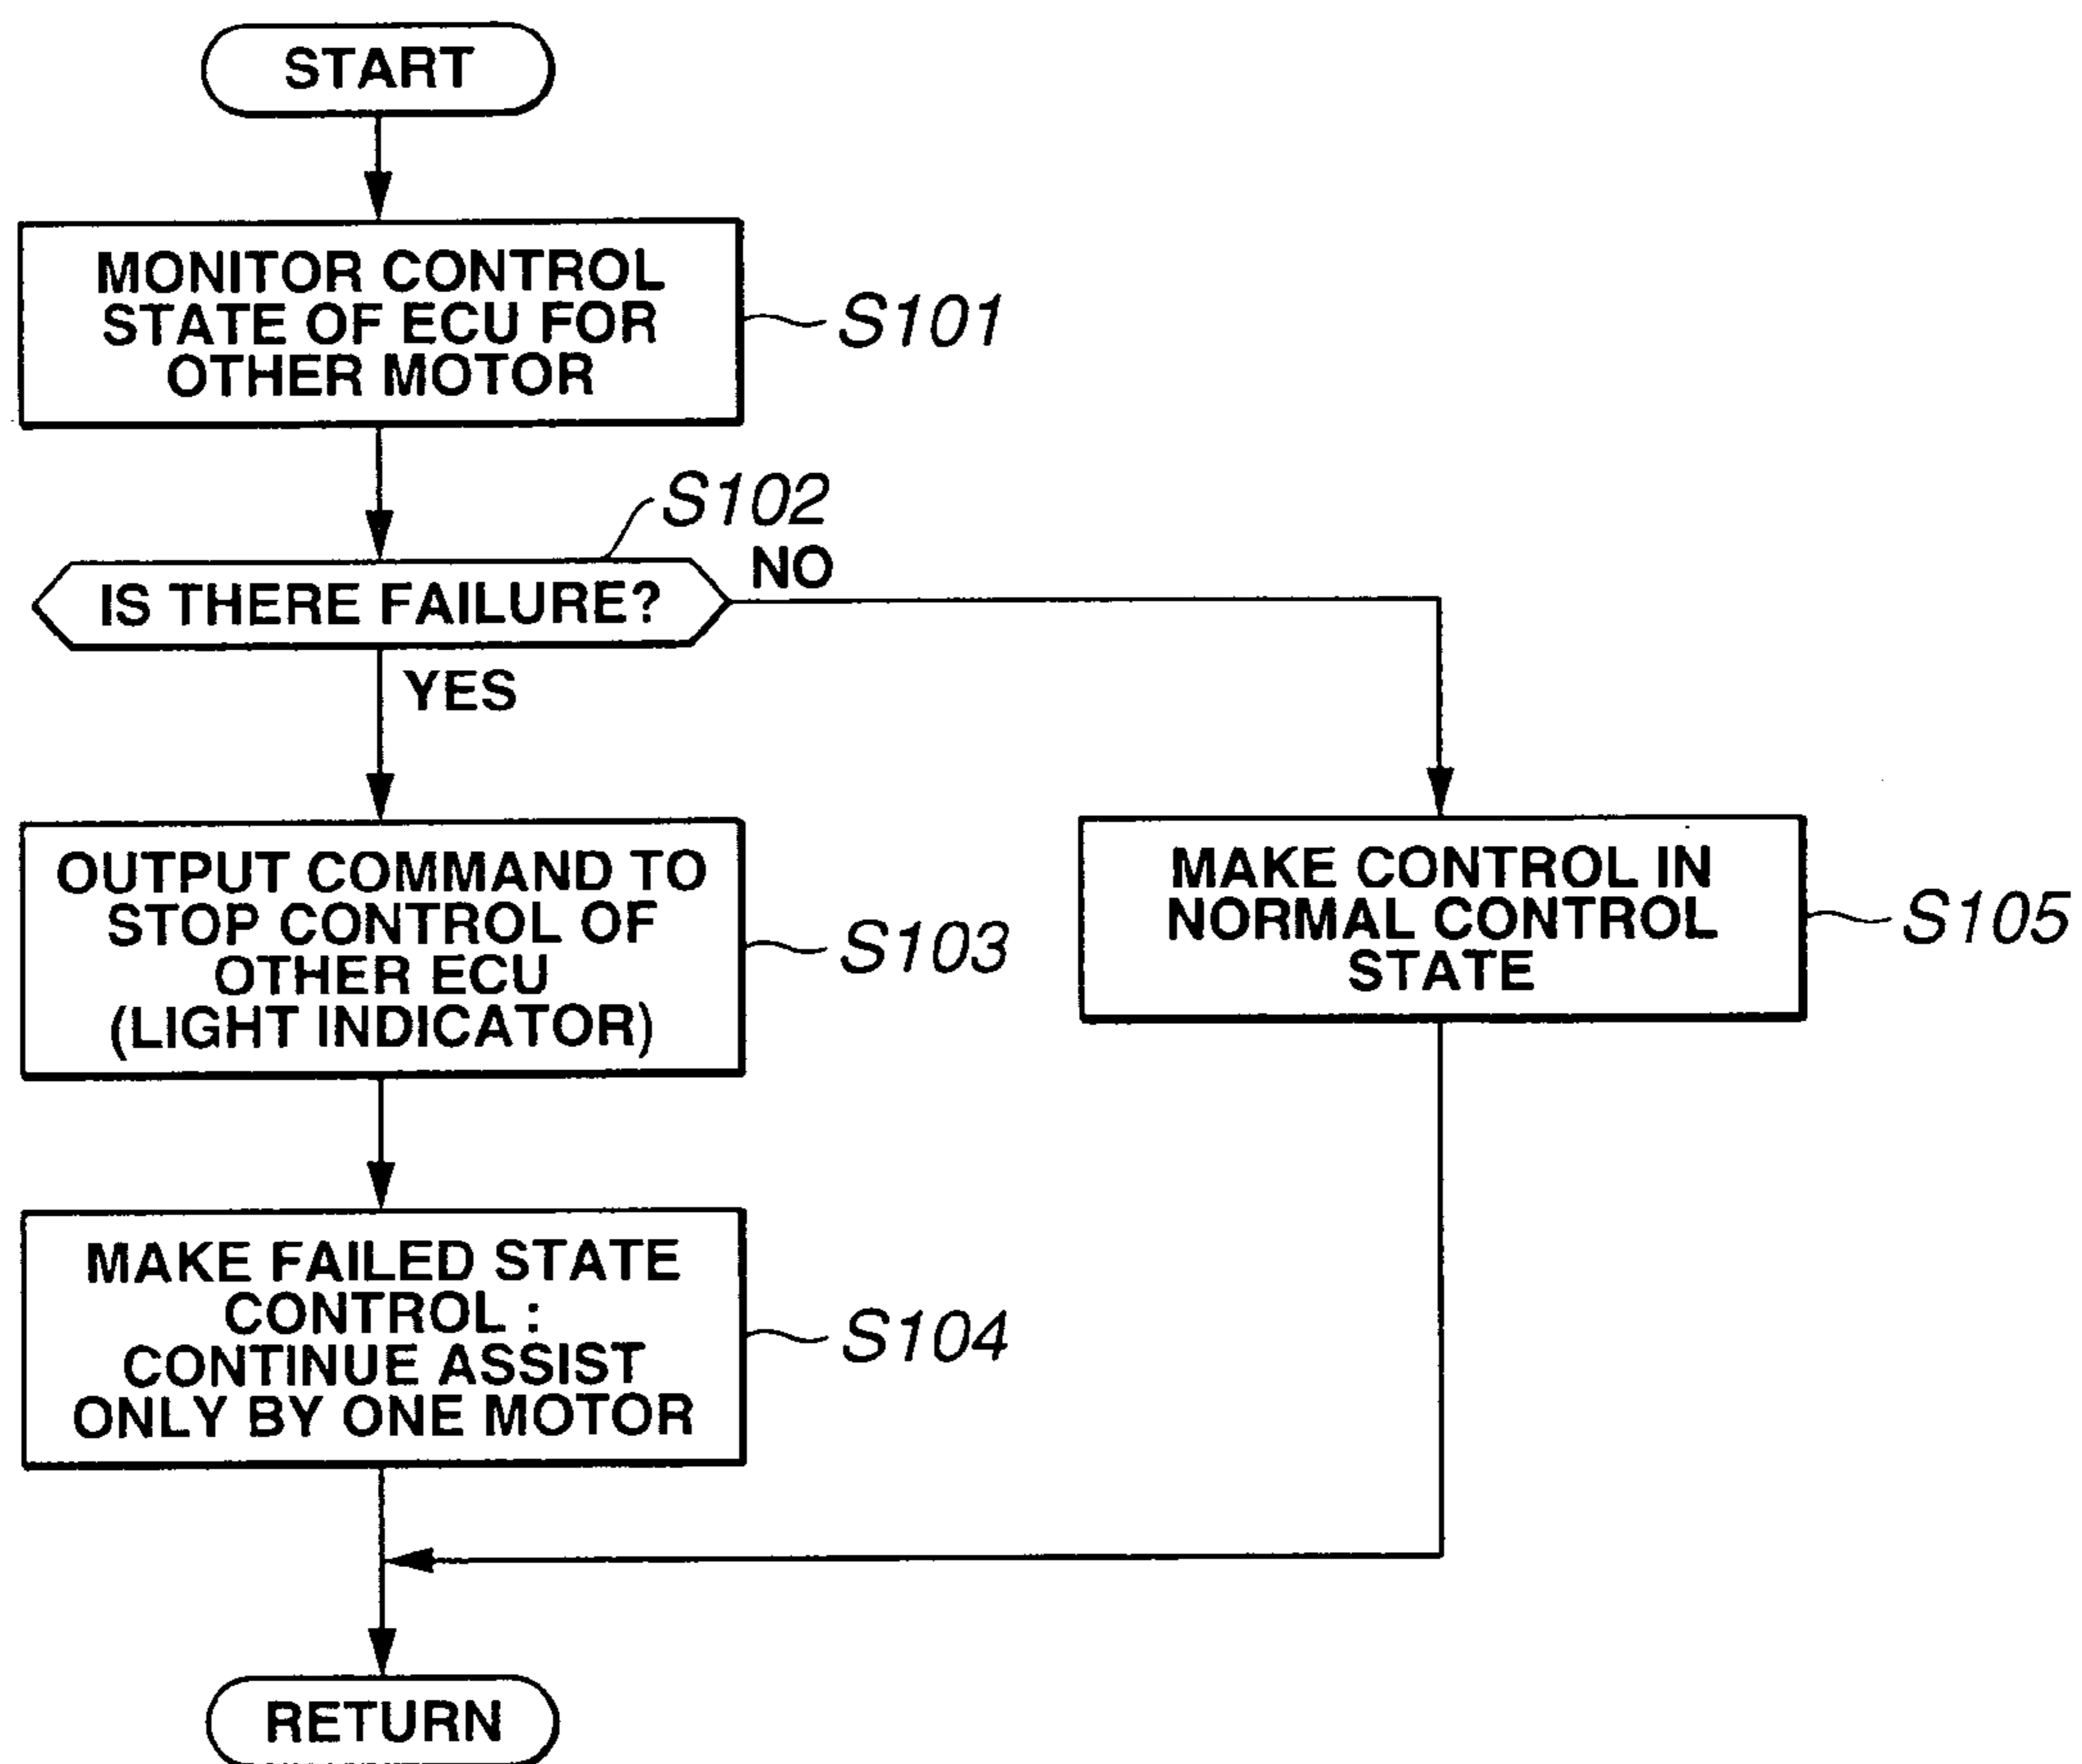 START
MONITOR CONTROL
STATE OF ECU FOR
OTHER MOTOR
S101
S102
IS THERE FAILURE?
NO
YES
OUTPUT COMMAND TO
STOP CONTROL OF
OTHER ECU
(LIGHT INDICATOR)
S103
MAKE CONTROL IN
NORMAL CONTROL
STATE
S105
MAKE FAILED STATE
CONTROL :
CONTINUE ASSIST
ONLY BY ONE MOTOR
S104
RETURN